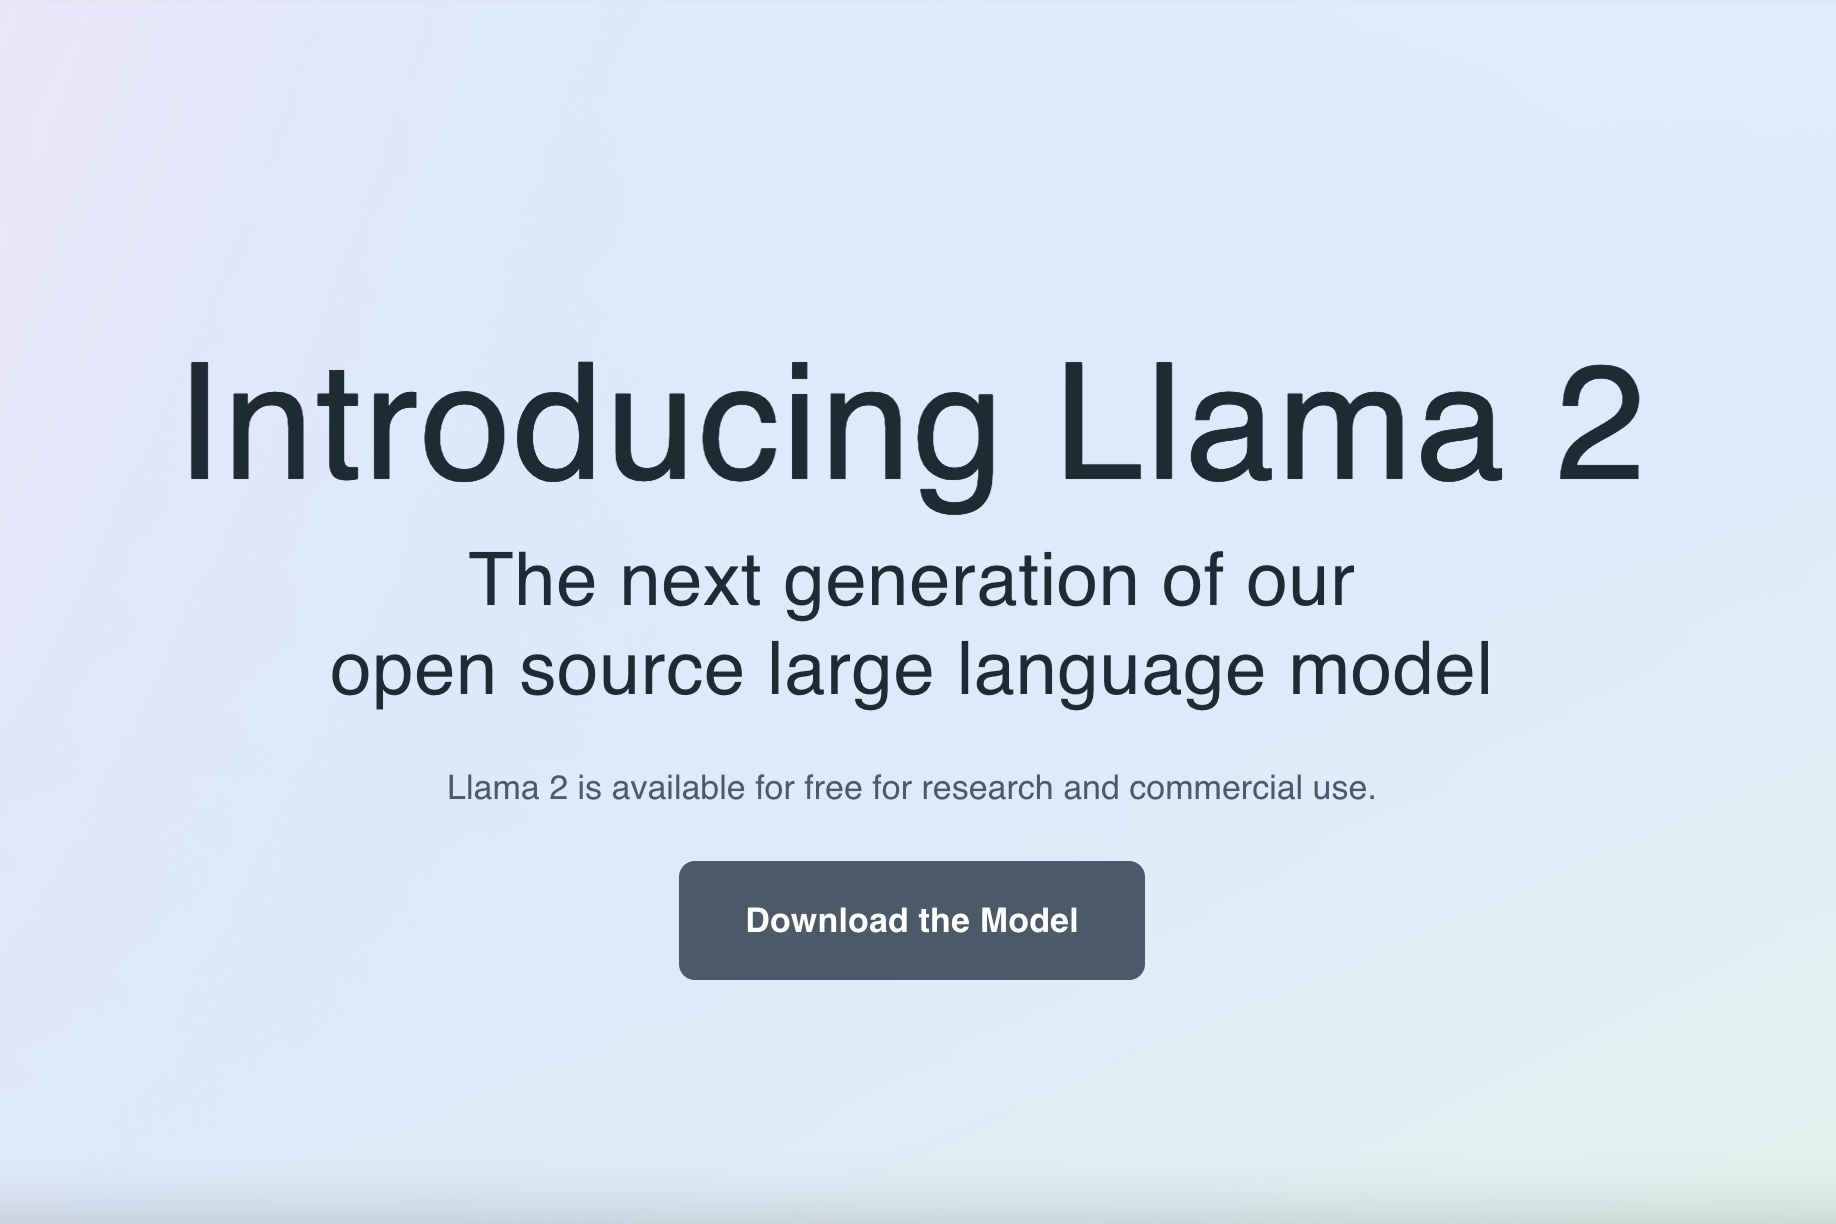 Introducing Llama 2
The next generation of our
open source large language model
Llama 2 is available for free for research and commercial use.
Download the Model